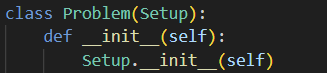 class Problem(Setup):
    def __init__(self):
        Setup.__init__(self)